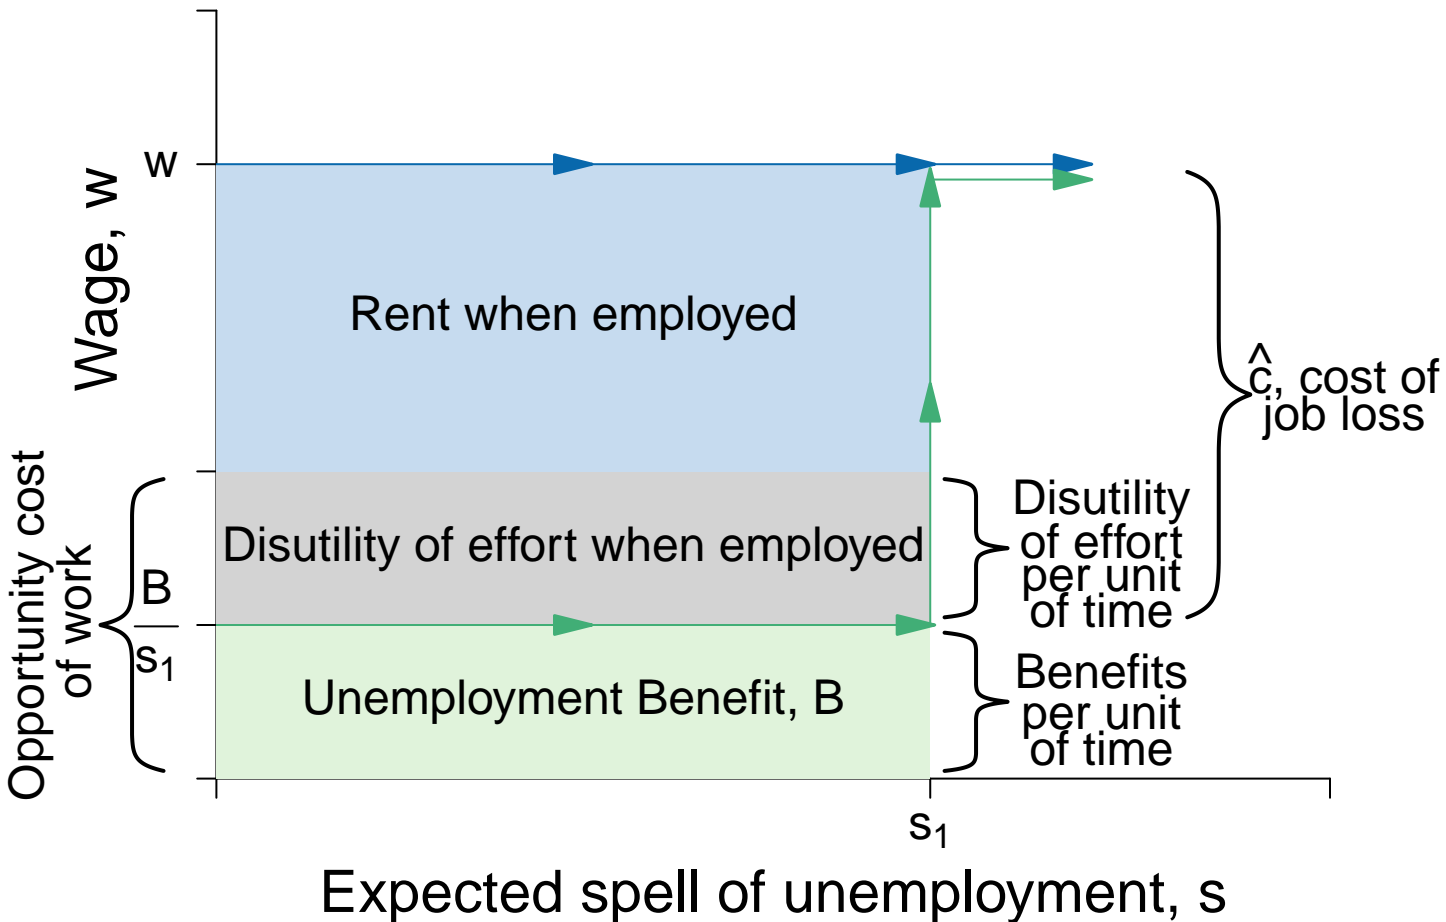 Wage, w
w
Rent when employed
ĉ, cost of
job loss
Opportunity cost
of work
B
s1
Disutility of effort when employed
Disutility
of effort
per unit
of time
Unemployment Benefit, B
Benefits
per unit
of time
s1
Expected spell of unemployment, s